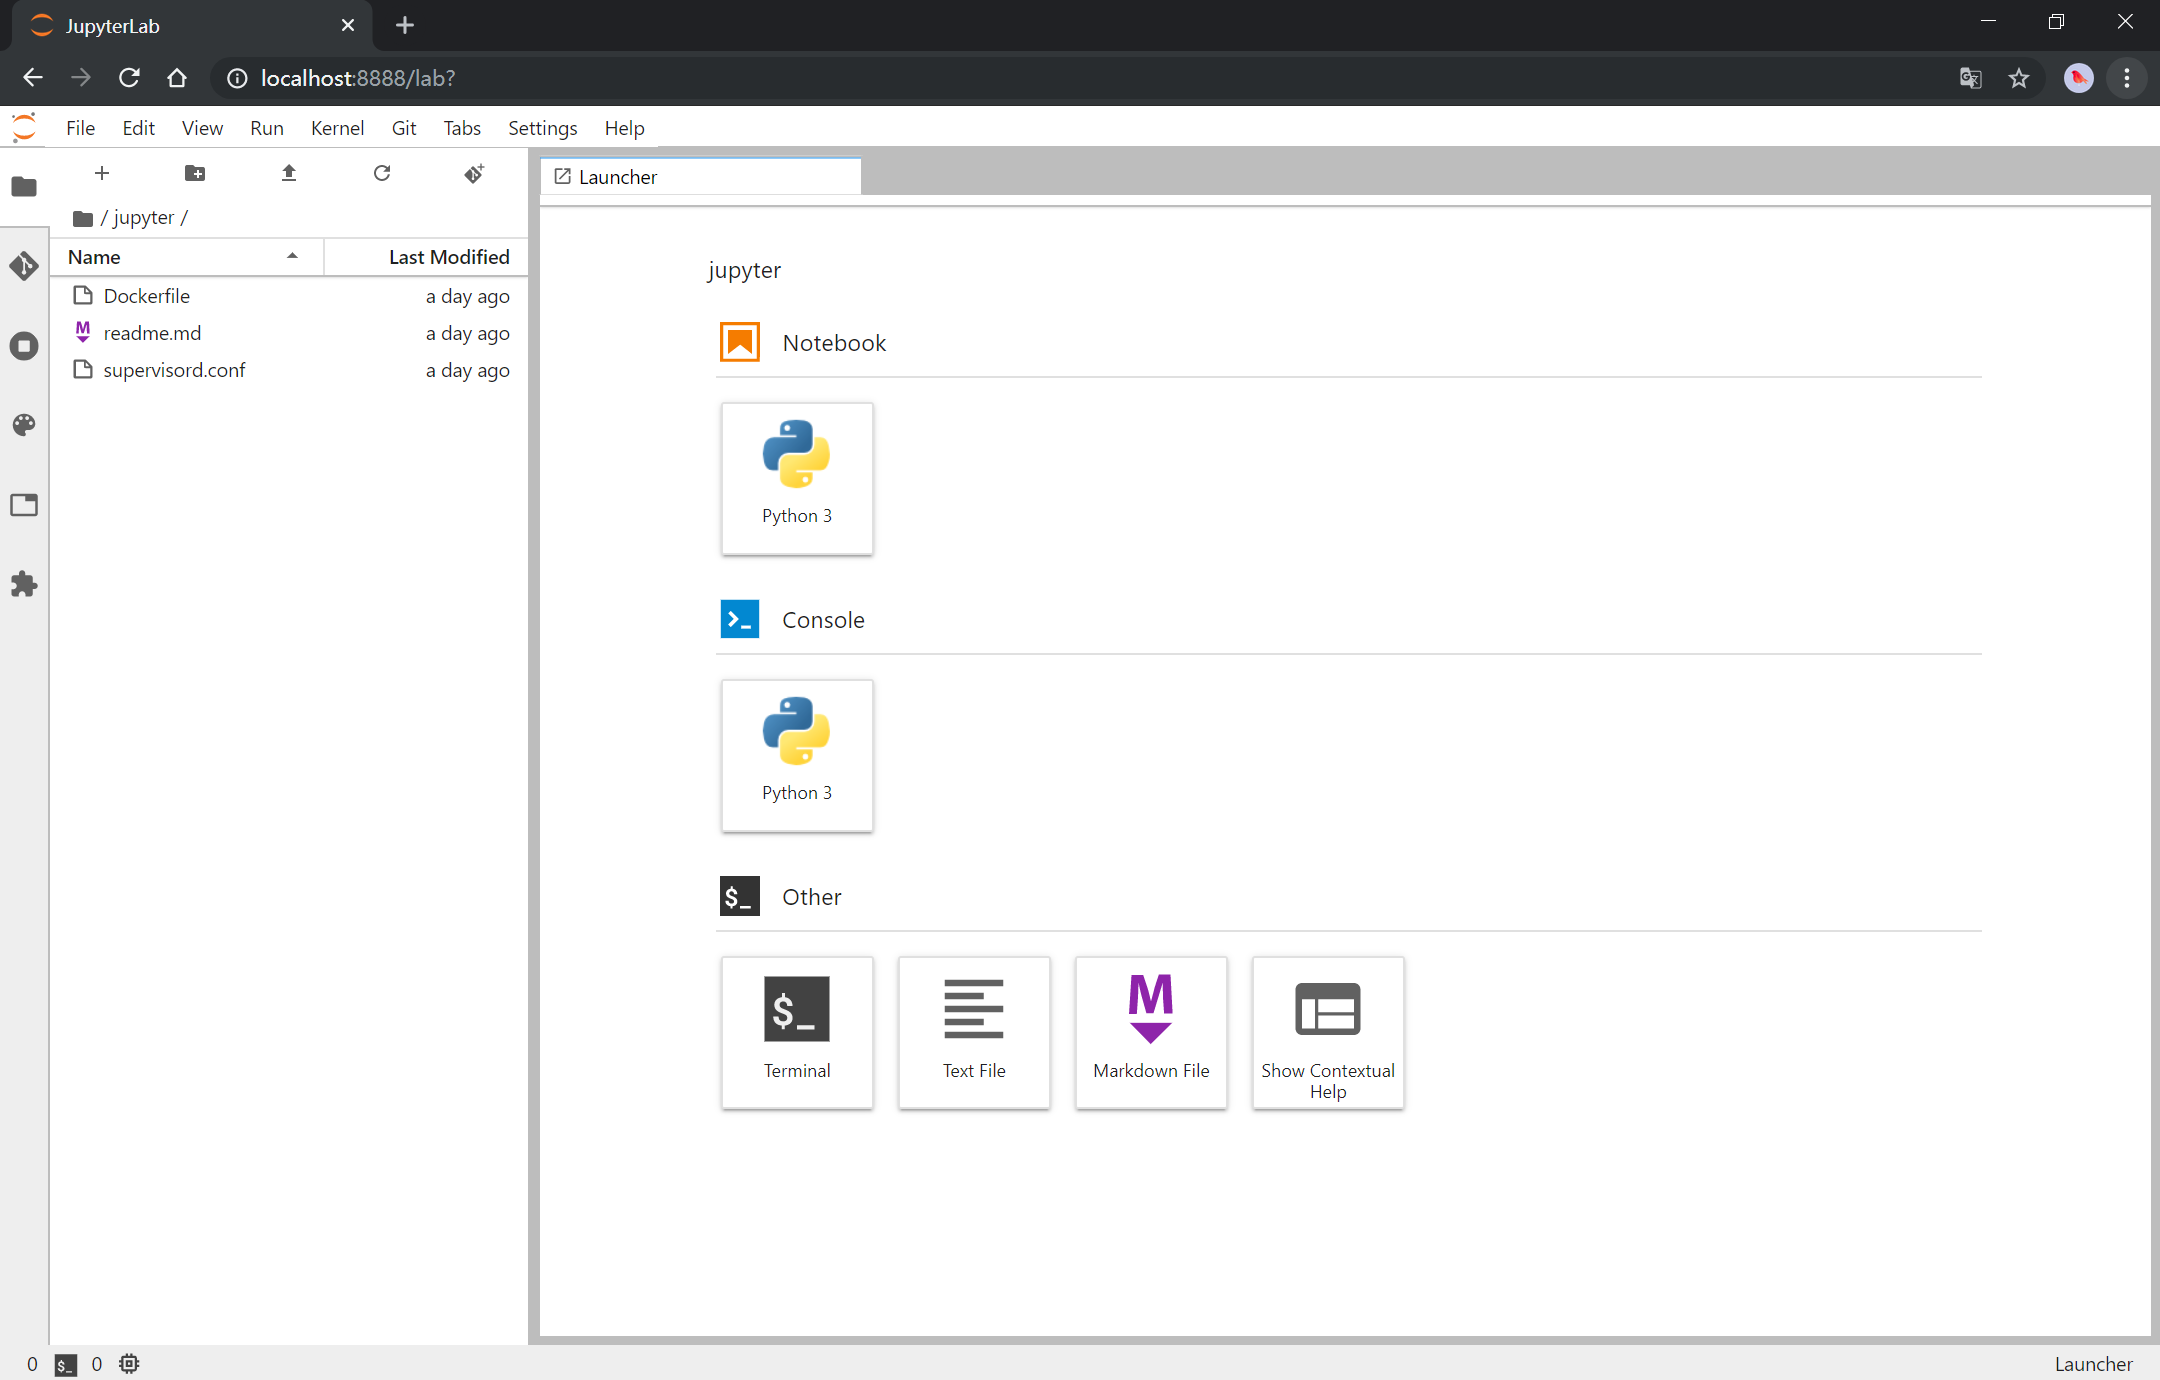 JupyterLab
localhost:8888/lab?
File Edit View Run Kernel Git Tabs Settings Help
/ jupyter /
Name Last Modified
Dockerfile a day ago
readme.md a day ago
supervisord.conf a day ago
Launcher
jupyter
Notebook
Python 3
Console
Python 3
$_ Other
$_
M
Terminal Text File Markdown File Show Contextual
Help
0 $_ 0 Launcher